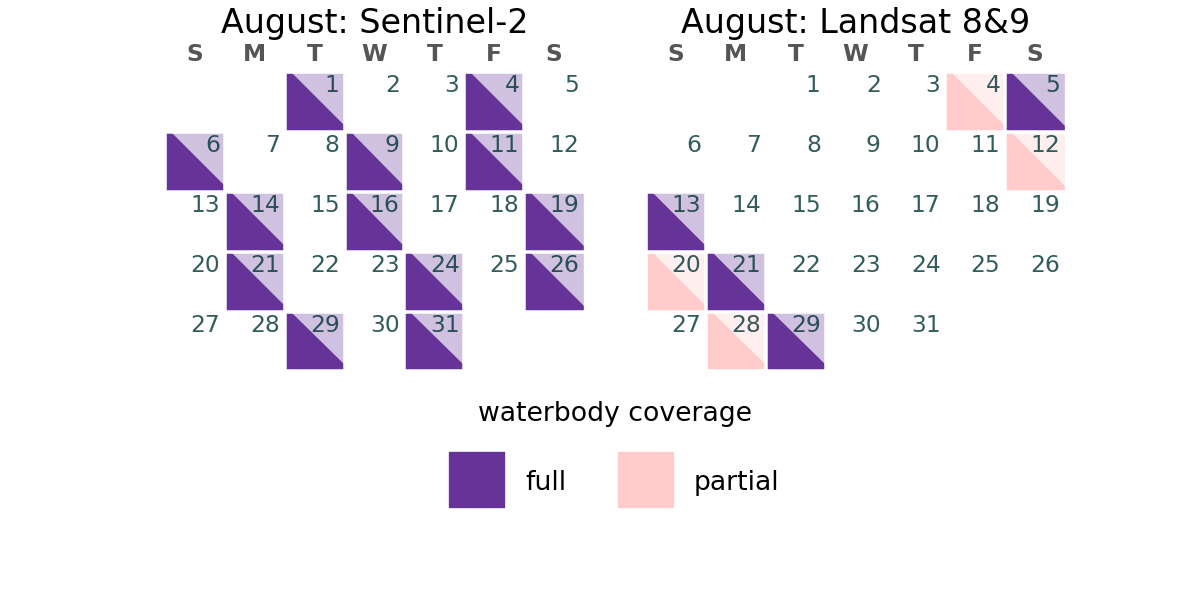 August: Sentinel-2
S M T W T F S
1 2 3 4 5
6 7 8 9 10 11 12
13 14 15 16 17 18 19
20 21 22 23 24 25 26
27 28 29 30 31
August: Landsat 8&9
S M T W T F S
1 2 3 4 5
6 7 8 9 10 11 12
13 14 15 16 17 18 19
20 21 22 23 24 25 26
27 28 29 30 31
waterbody coverage
full partial